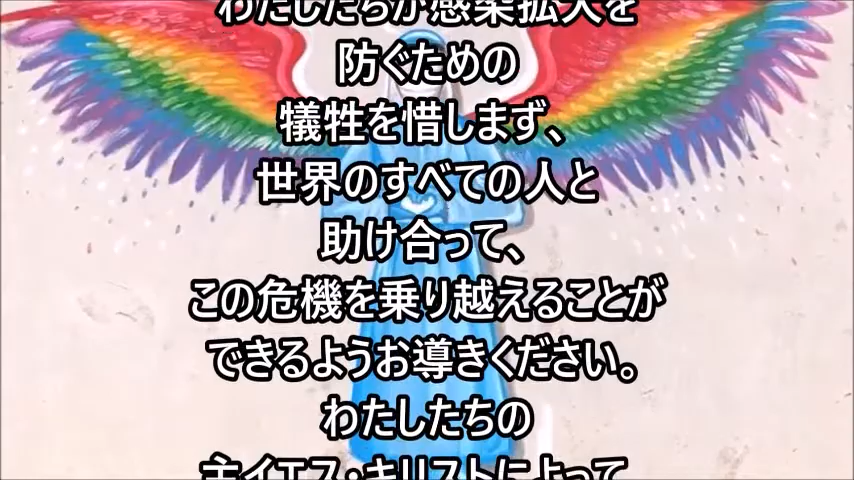 わたしたちが感染拡大を
防ぐための
犠牲を惜しまず、
世界のすべての人と
助け合って、
この危機を乗り越えることが
できるようお導きください。
わたしたちの
主イエス・キリストによって。